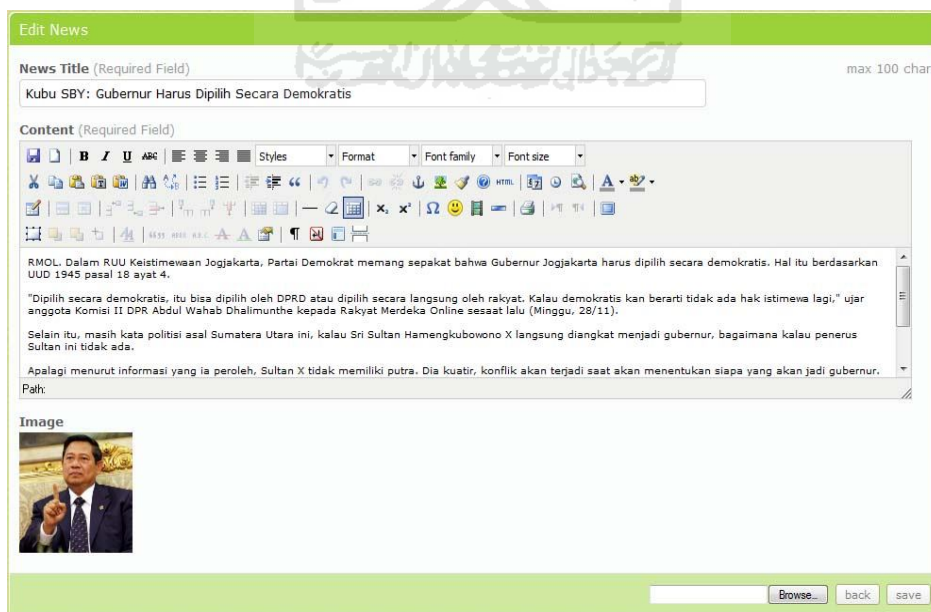 Edit News
News Title (Required Field)
max 100 char
Kubu SBY: Gubernur Harus Dipilih Secara Demokratis
Content (Required Field)
B I U ABC Styles Format Font family Font size
HTML A
x, x² Ω
A A ¶
RMOL. Dalam RUU Keistimewaan Jogjakarta, Partai Demokrat memang sepakat bahwa Gubernur Jogjakarta harus dipilih secara demokratis. Hal itu berdasarkan
UUD 1945 pasal 18 ayat 4.
"Dipilih secara demokratis, itu bisa dipilih oleh DPRD atau dipilih secara langsung oleh rakyat. Kalau demokratis kan berarti tidak ada hak istimewa lagi," ujar
anggota Komisi II DPR Abdul Wahab Dhalimunthe kepada Rakyat Merdeka Online sesaat lalu (Minggu, 28/11).
Selain itu, masih kata politisi asal Sumatera Utara ini, kalau Sri Sultan Hamengkubowono X langsung diangkat menjadi gubernur, bagaimana kalau penerus
Sultan ini tidak ada.
Apalagi menurut informasi yang ia peroleh, Sultan X tidak memiliki putra. Dia kuatir, konflik akan terjadi saat akan menentukan siapa yang akan jadi gubernur.
Path:
Image
Browse... back save